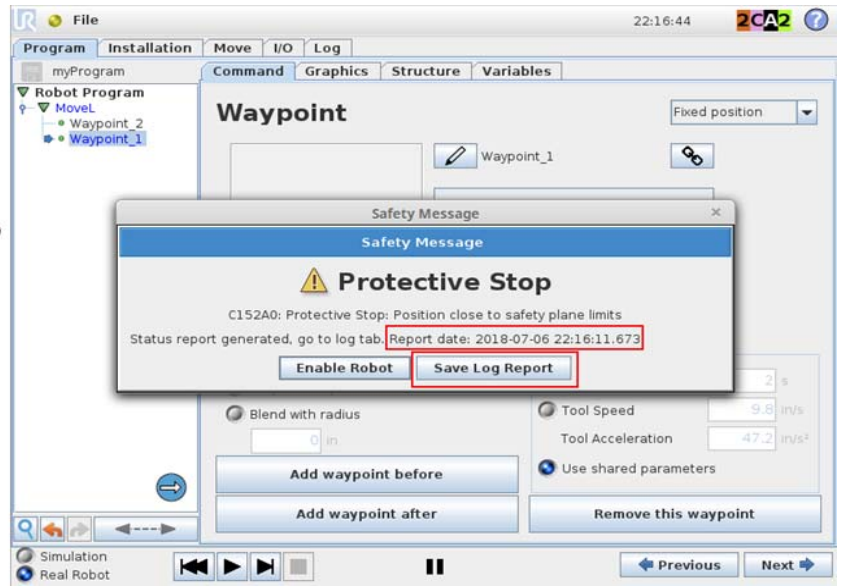 UR File 22:16:44 2CA2 ?
Program Installation Move I/O Log
myProgram Command Graphics Structure Variables
Robot Program
MoveL
Waypoint_2
Waypoint_1
Waypoint Fixed position
Waypoint_1
Safety Message
Safety Message
Protective Stop
C152A0: Protective Stop: Position close to safety plane limits
Status report generated, go to log tab. Report date: 2018-07-06 22:16:11.673
Enable Robot Save Log Report
2 s
Blend with radius Tool Speed 9.8 in/s
0 in Tool Acceleration 47.2 in/s²
Add waypoint before Use shared parameters
Add waypoint after Remove this waypoint
Simulation
Real Robot Previous Next